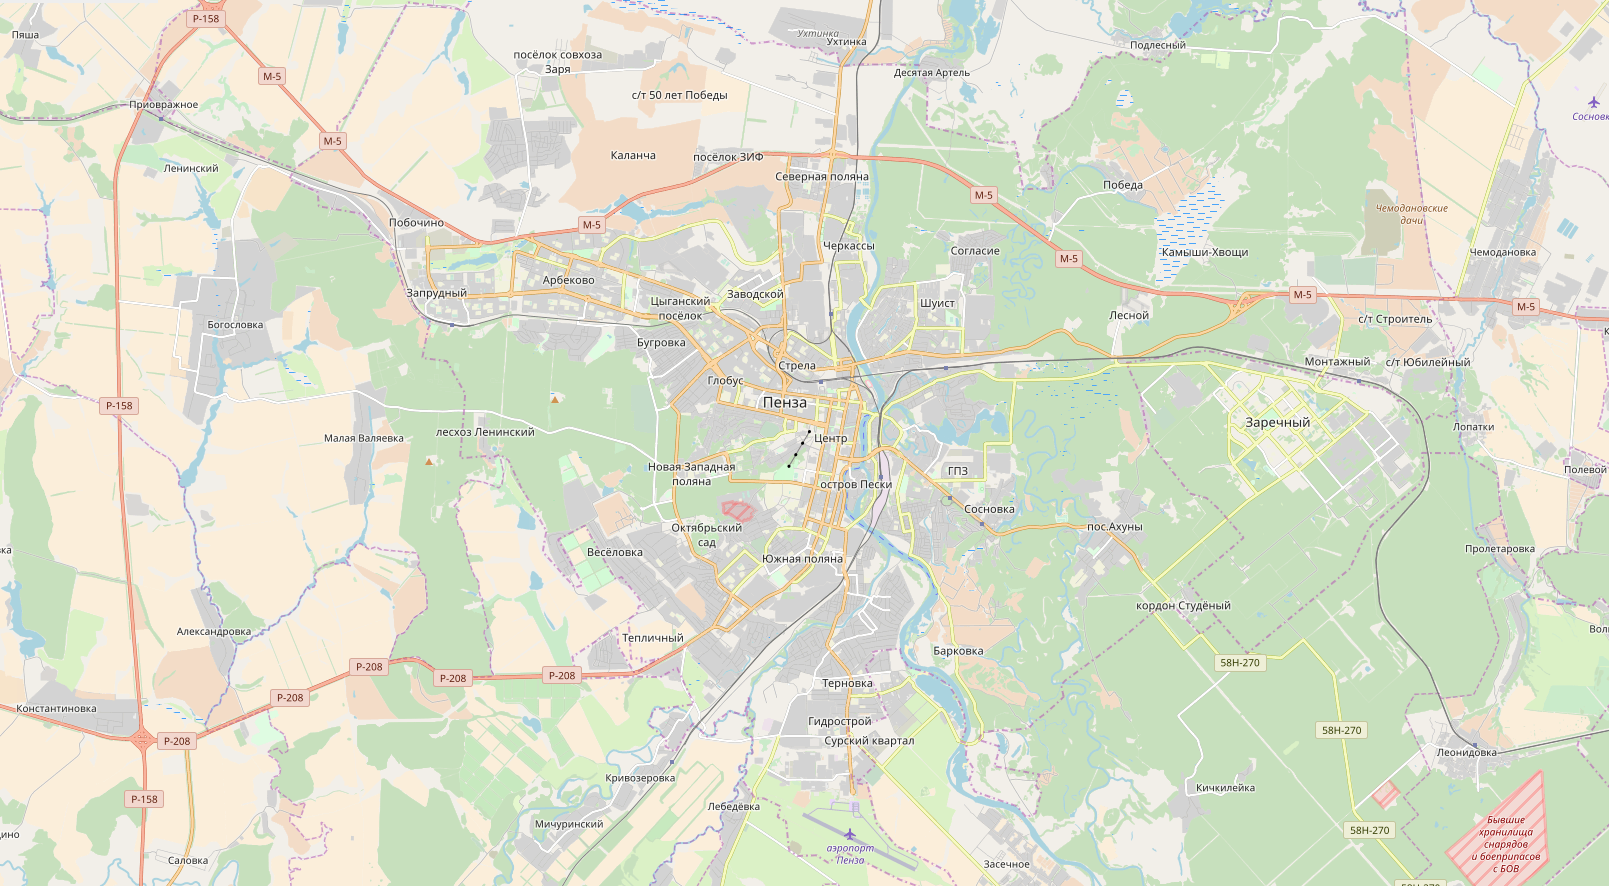 Р-158
Пяша
Ухтинка
Ухтинка
Подлесный
посёлок совхоза
Заря
Десятая Артель
М-5
с/т 50 лет Победы
Приовражное
М-5
Каланча
посёлок ЗИФ
Ленинский
Северная поляна
Победа
М-5
Чемодановские
дачи
Побочино
М-5
Черкассы
Согласие
Камыши-Хвощи
Чемодановка
М-5
Арбеково
Запрудный
Заводской
Цыганский
посёлок
Шуист
М-5
М-5
Лесной
с/т Строитель
Богословка
Бугровка
Стрела
Монтажный
с/т Юбилейный
Глобус
Пенза
Р-158
Заречный
Лопатки
Малая Валяевка
лесхоз Ленинский
Центр
Новая Западная
поляна
ГПЗ
Полевой
остров Пески
Сосновка
Октябрьский
сад
пос.Ахуны
Весёловка
Южная поляна
Пролетаровка
кордон Студёный
Александровка
Тепличный
Барковка
Р-208
58Н-270
Р-208
Р-208
Терновка
Р-208
Константиновка
Гидрострой
58Н-270
Р-208
Сурский квартал
Леонидовка
Кривозеровка
Кичкилейка
Р-158
Лебедёвка
Мичуринский
58Н-270
Бывшие
хранилища
снарядов
и боеприпасов
с БОВ
аэропорт
Пенза
Саловка
Засечное